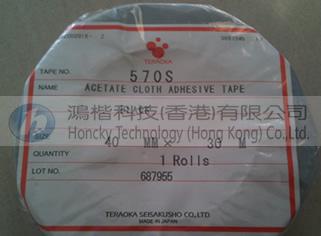 TERAOKA
TAPE NO. 570S
NAME ACETATE CLOTH ADHESIVE TAPE
鴻楷科技(香港)有限公司
Honcky Technology (Hong Kong) Co.,Ltd.
SIZE 40 MM× 30 M
QUANTITY 1 Rolls
LOT NO. 687955
TERAOKA SEISAKUSHO CO.,LTD
MADE IN JAPAN